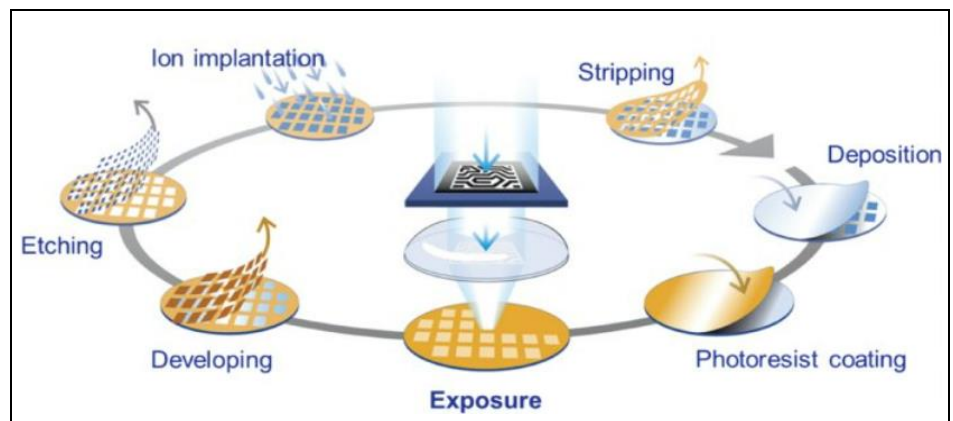 Ion implantation
Stripping
Deposition
Etching
Developing
Photoresist coating
Exposure